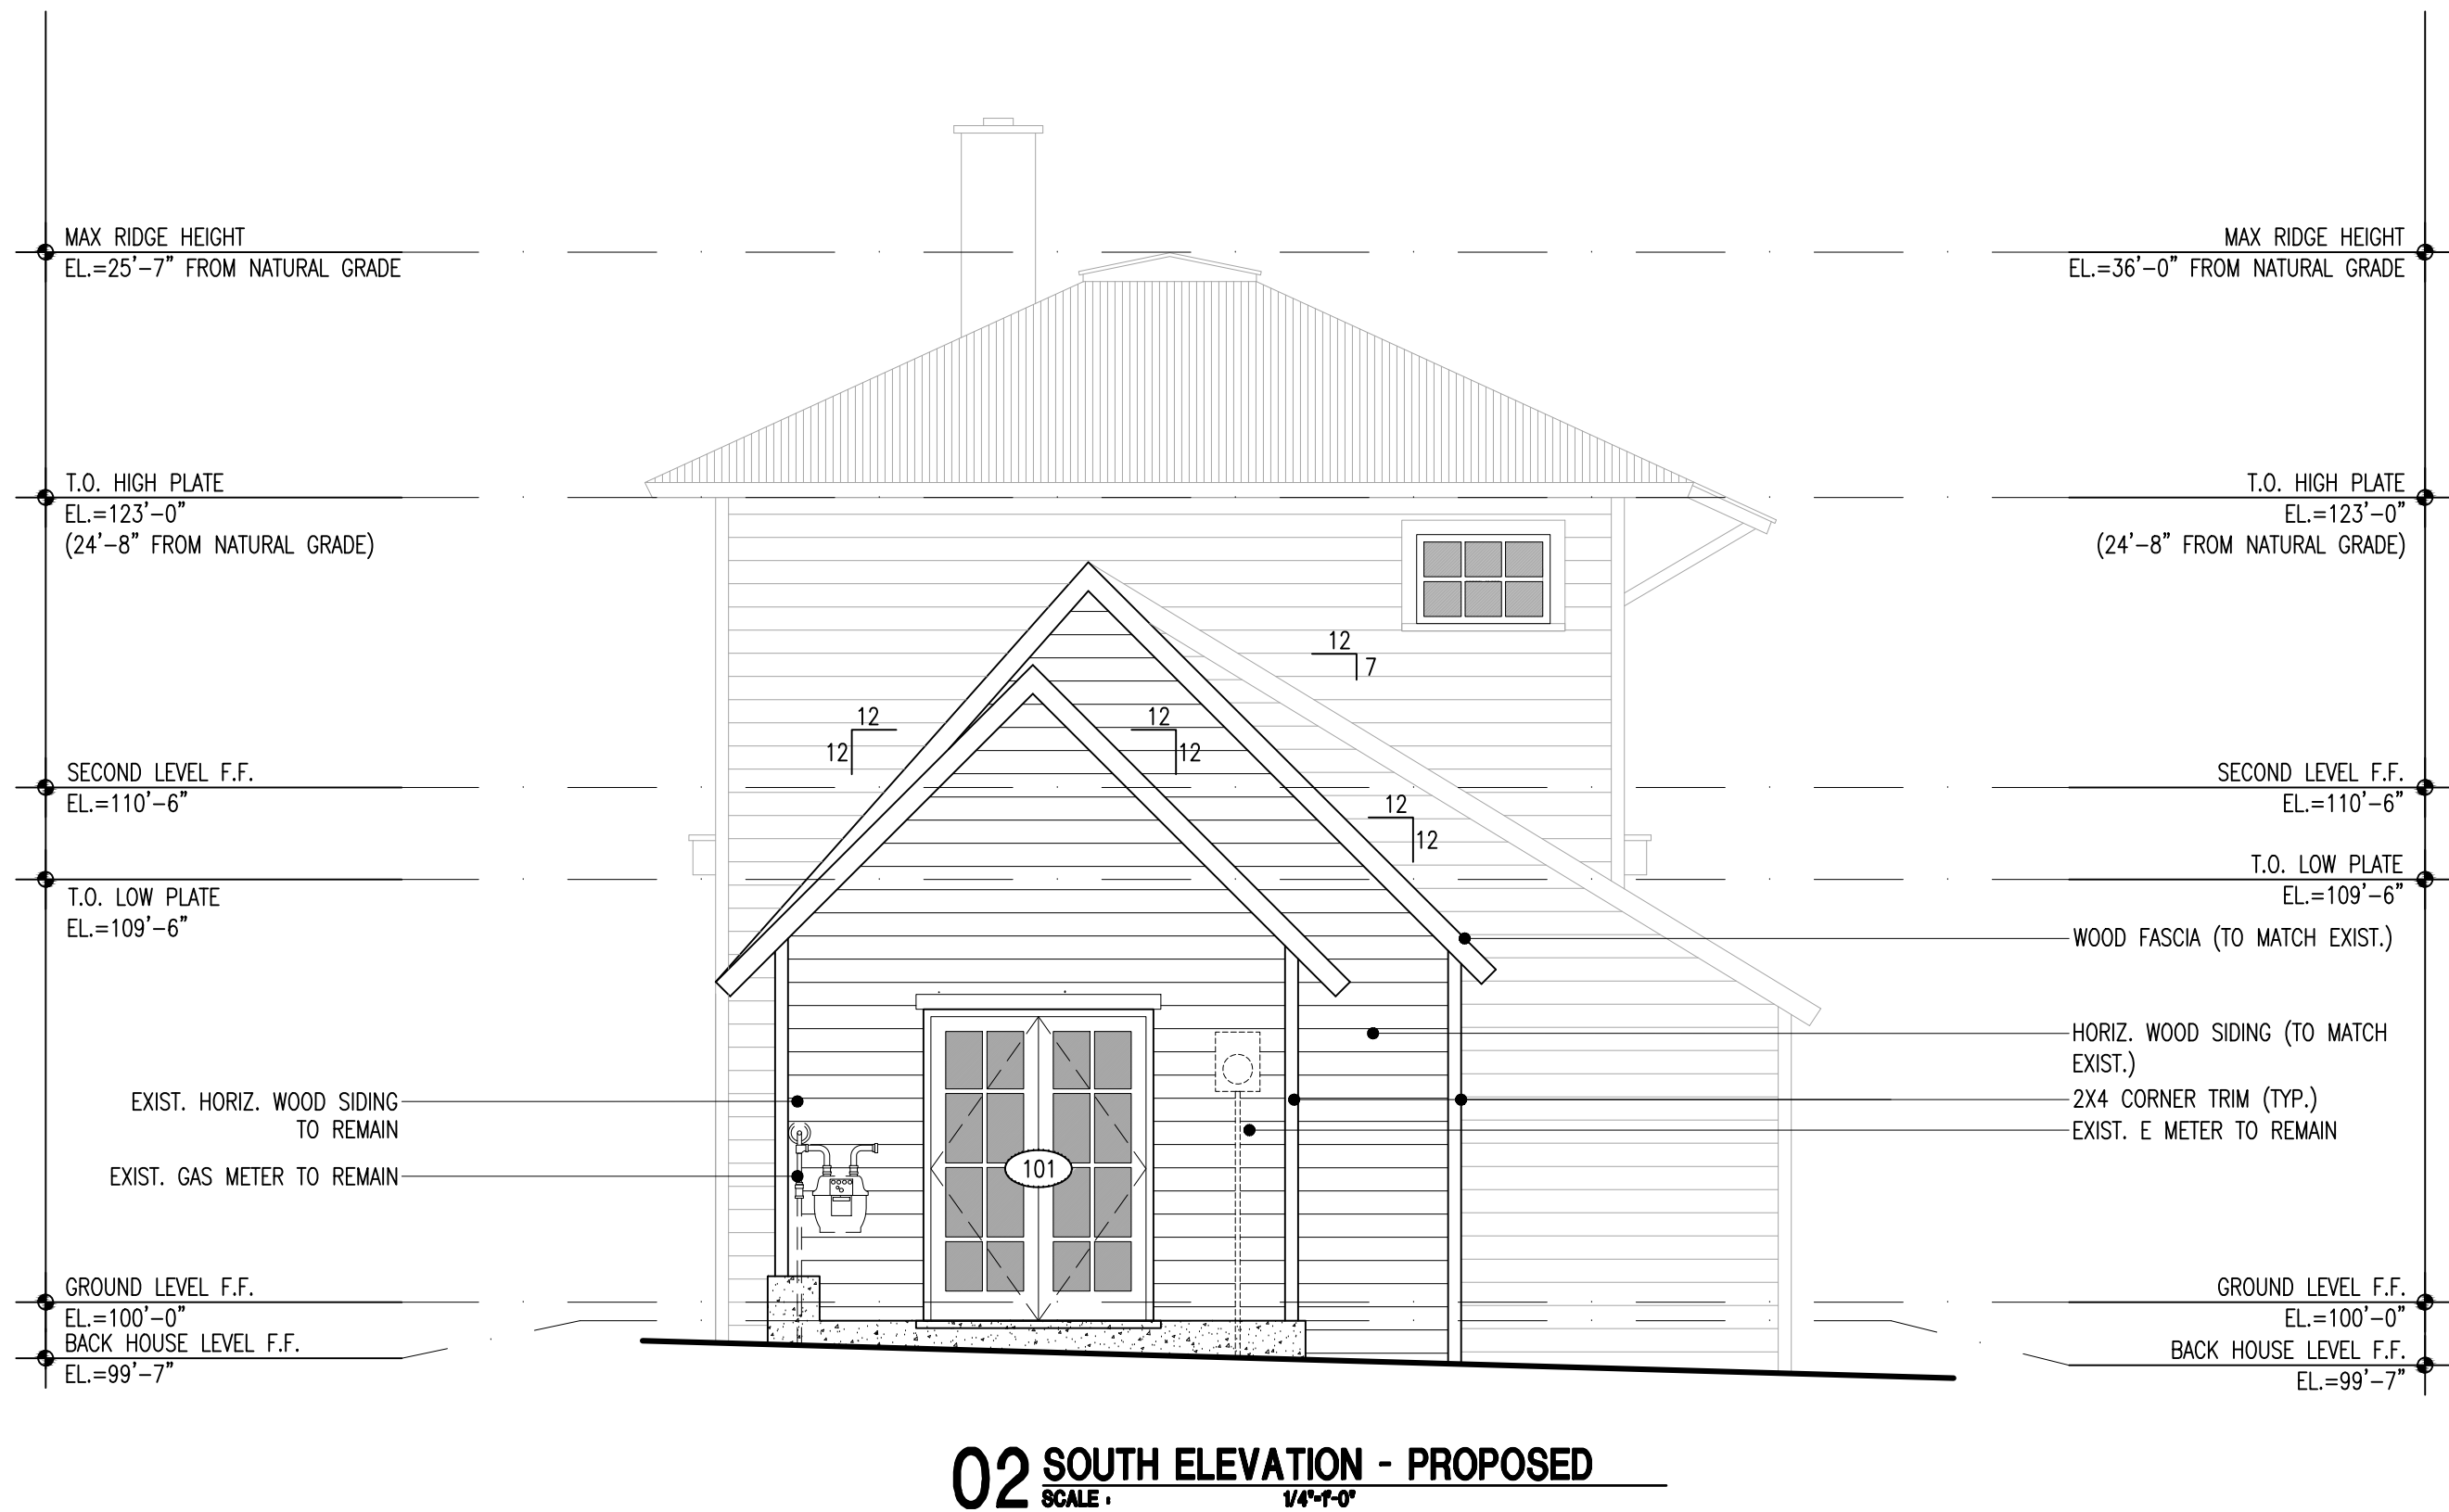 MAX RIDGE HEIGHT
EL.=25'-7" FROM NATURAL GRADE
MAX RIDGE HEIGHT
EL.=36'-0" FROM NATURAL GRADE
T.O. HIGH PLATE
EL.=123'-0"
(24'-8" FROM NATURAL GRADE)
T.O. HIGH PLATE
EL.=123'-0"
(24'-8" FROM NATURAL GRADE)
12
7
12
12
12
12
SECOND LEVEL F.F.
EL.=110'-6"
SECOND LEVEL F.F.
EL.=110'-6"
12
12
T.O. LOW PLATE
EL.=109'-6"
T.O. LOW PLATE
EL.=109'-6"
WOOD FASCIA (TO MATCH EXIST.)
HORIZ. WOOD SIDING (TO MATCH
EXIST.)
2X4 CORNER TRIM (TYP.)
EXIST. E METER TO REMAIN
EXIST. HORIZ. WOOD SIDING
TO REMAIN
EXIST. GAS METER TO REMAIN
101
GROUND LEVEL F.F.
EL.=100'-0"
BACK HOUSE LEVEL F.F.
EL.=99'-7"
GROUND LEVEL F.F.
EL.=100'-0"
BACK HOUSE LEVEL F.F.
EL.=99'-7"
02 SOUTH ELEVATION - PROPOSED
SCALE : 1/4"=1'-0"